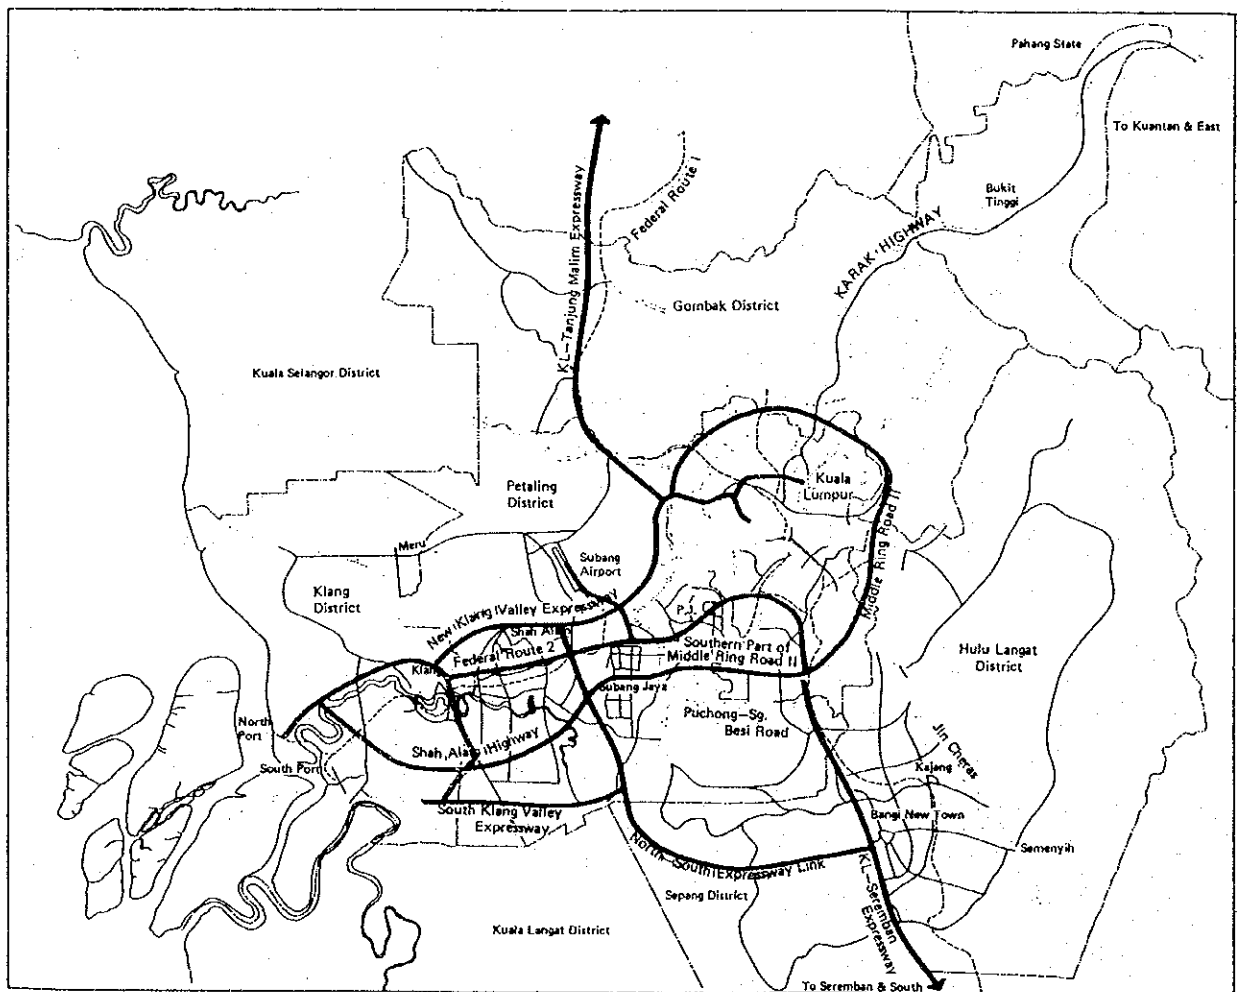 Pahang State
To Kuantan & East
Bukit
Tinggi
Federal Route I
KL-Tanjung Malim Expressway
KARAK HIGHWAY
Gombak District
Kuala Selangor District
Petaling
District
Kuala
Lumpur
Meru
Subang
Airport
Middle Ring Road II
Klang
District
New Klang Valley Expressway
P.J.
Shah Alam
Federal Route 2
Southern Part of
Middle Ring Road II
Hulu Langat
District
Klang
Subang Jaya
North
Port
Puchong-Sg.
Besi Road
Shah Alam Highway
Jln Cheras
South Port
Kajang
South Klang Valley
Expressway
Bangi New Town
North-South Expressway Link
Semenyih
KL-Seremban
Expressway
Sepang District
Kuala Langat District
To Seremban & South